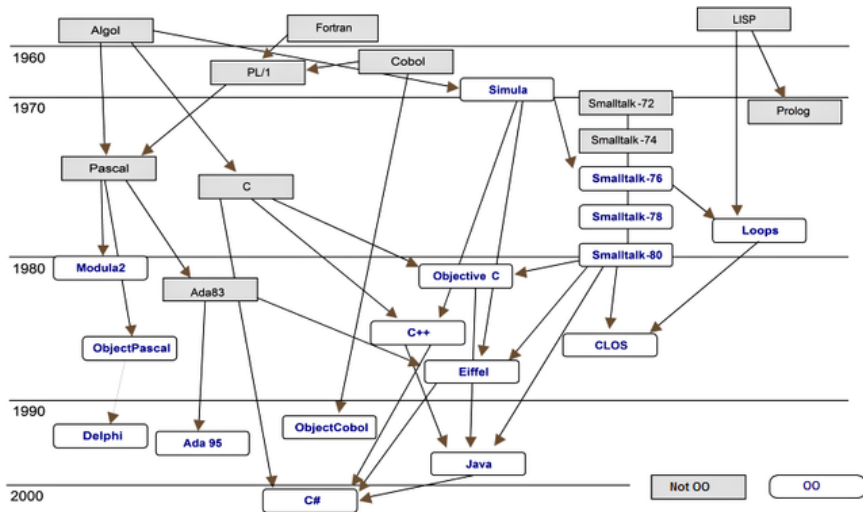 Algol
Fortran
LISP
1960
PL/1
Cobol
Simula
1970
Smalltalk-72
Prolog
Smalltalk-74
Pascal
C
Smalltalk-76
Smalltalk-78
Loops
1980
Modula2
Objective C
Smalltalk-80
Ada83
C++
ObjectPascal
CLOS
Eiffel
1990
Delphi
Ada 95
ObjectCobol
Java
2000
C#
Not OO
OO